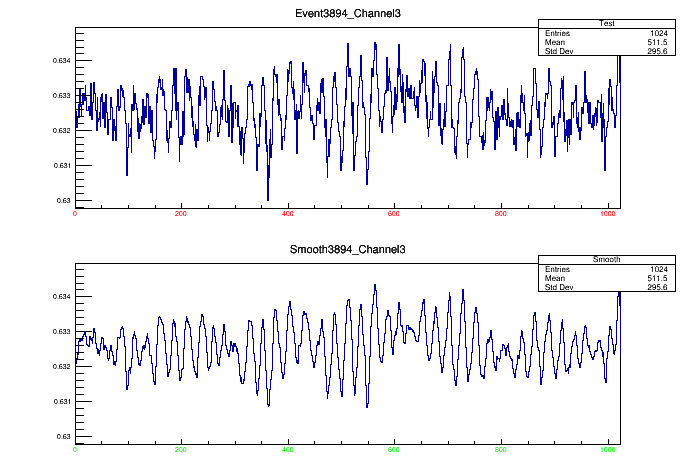 Event3894_Channel3
Test
Entries 1024
Mean 511.5
Std Dev 295.6
0.634
0.633
0.632
0.631
0.63
0 200 400 600 800 1000
Smooth3894_Channel3
Smooth
Entries 1024
Mean 511.5
Std Dev 295.6
0.634
0.633
0.632
0.631
0.63
0 200 400 600 800 1000